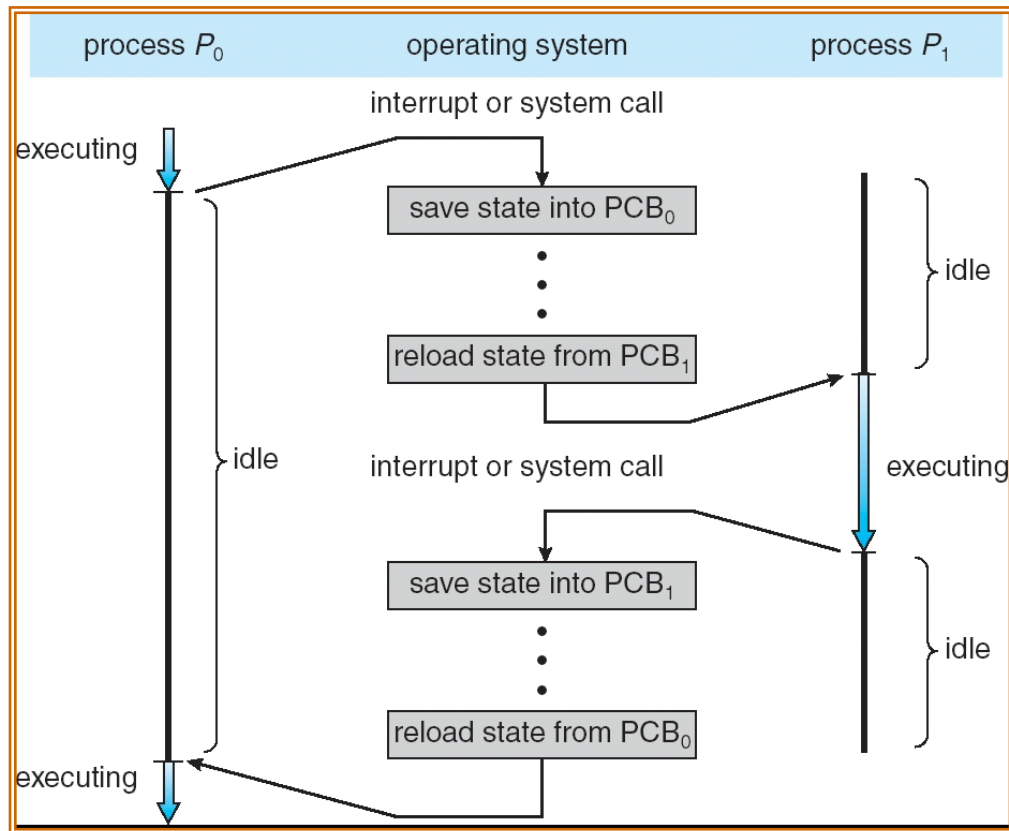 process P₀ operating system process P₁
interrupt or system call
executing
save state into PCB₀
idle
reload state from PCB₁
idle
interrupt or system call
executing
save state into PCB₁
idle
reload state from PCB₀
executing